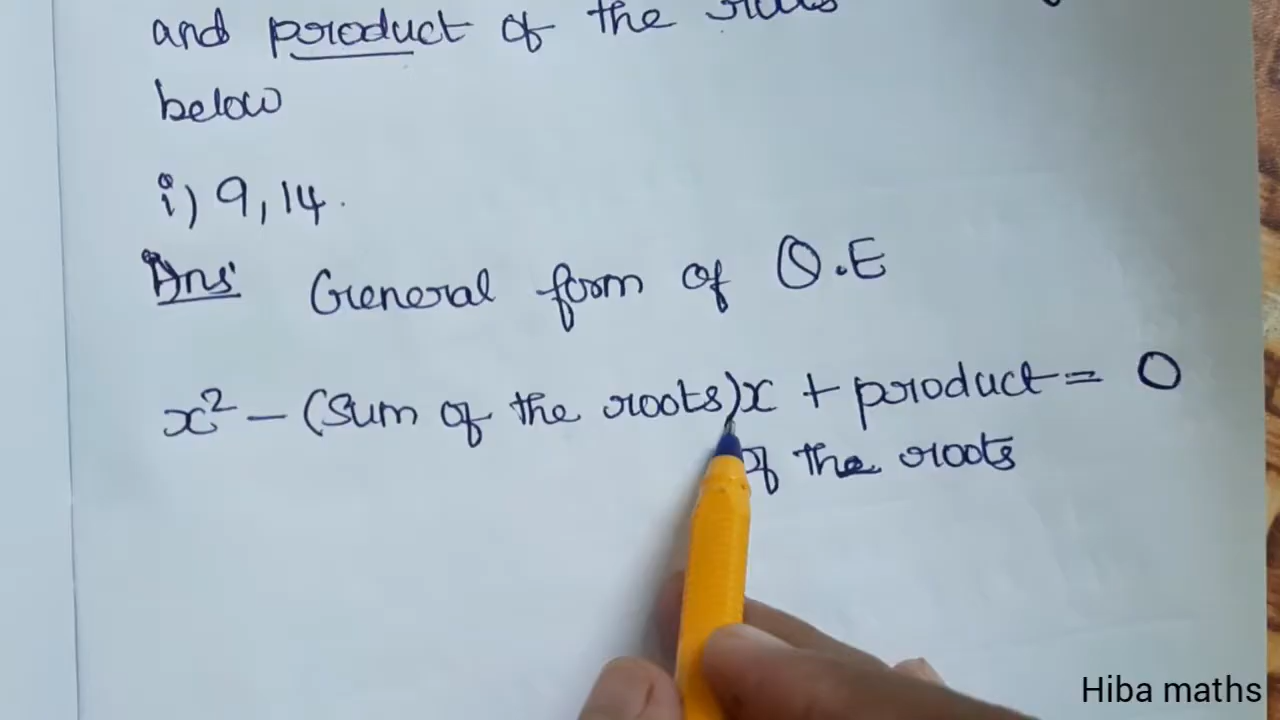 and product of the roots
below
i) 9, 14.
Ans General form of Q.E
x² - (Sum of the roots)x + product = 0
of the roots
Hiba maths